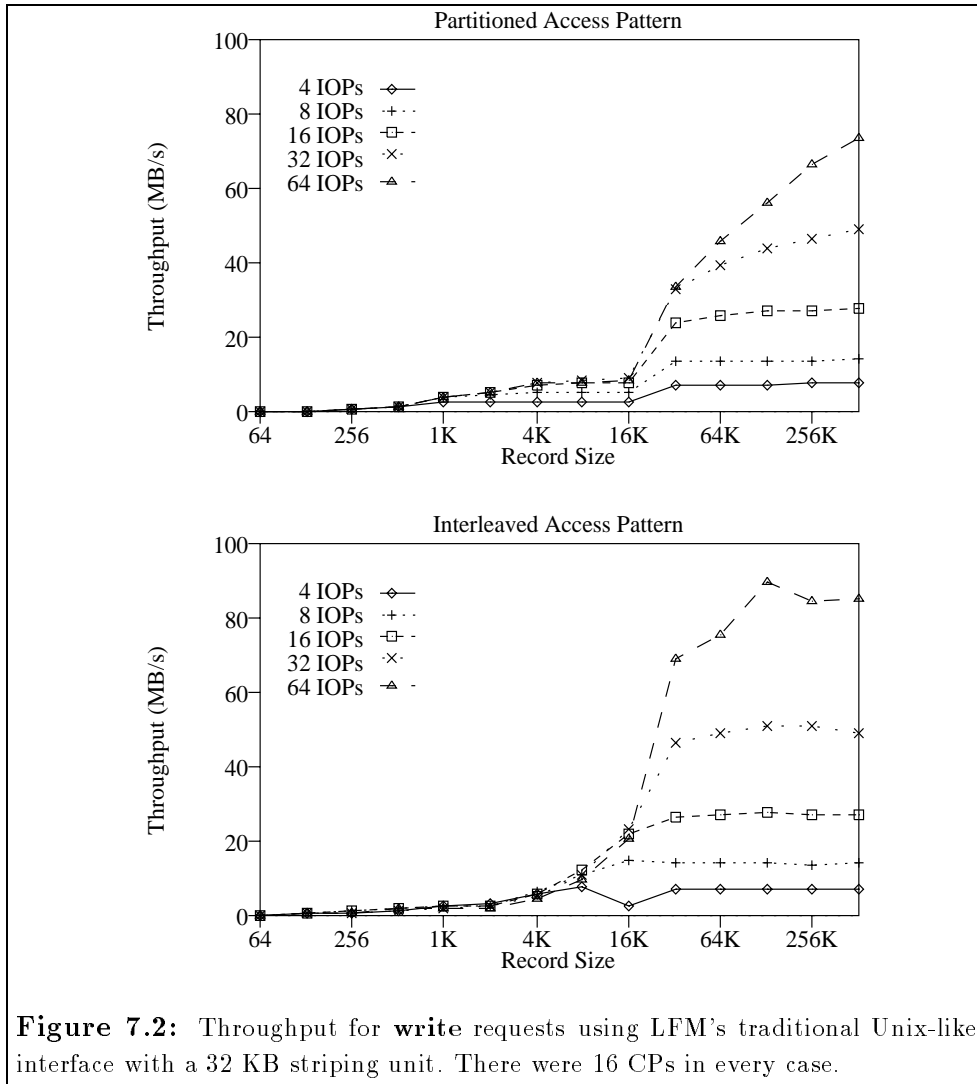 Partitioned Access Pattern
100
80
60
40
20
0
Throughput (MB/s)
4 IOPs
8 IOPs
16 IOPs
32 IOPs
64 IOPs
64 256 1K 4K 16K 64K 256K
Record Size
Interleaved Access Pattern
100
80
60
40
20
0
Throughput (MB/s)
4 IOPs
8 IOPs
16 IOPs
32 IOPs
64 IOPs
64 256 1K 4K 16K 64K 256K
Record Size
Figure 7.2: Throughput for write requests using LFM's traditional Unix-like
interface with a 32 KB striping unit. There were 16 CPs in every case.